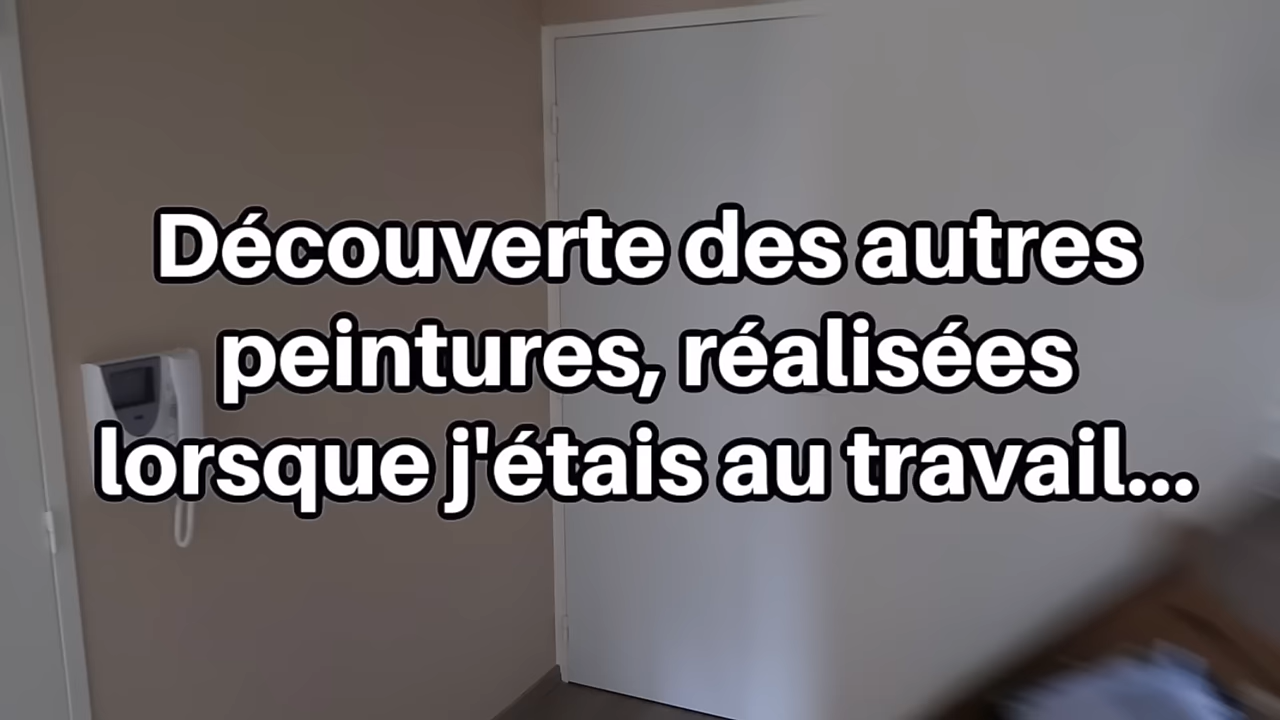 Découverte des autres
peintures, réalisées
lorsque j'étais au travail...